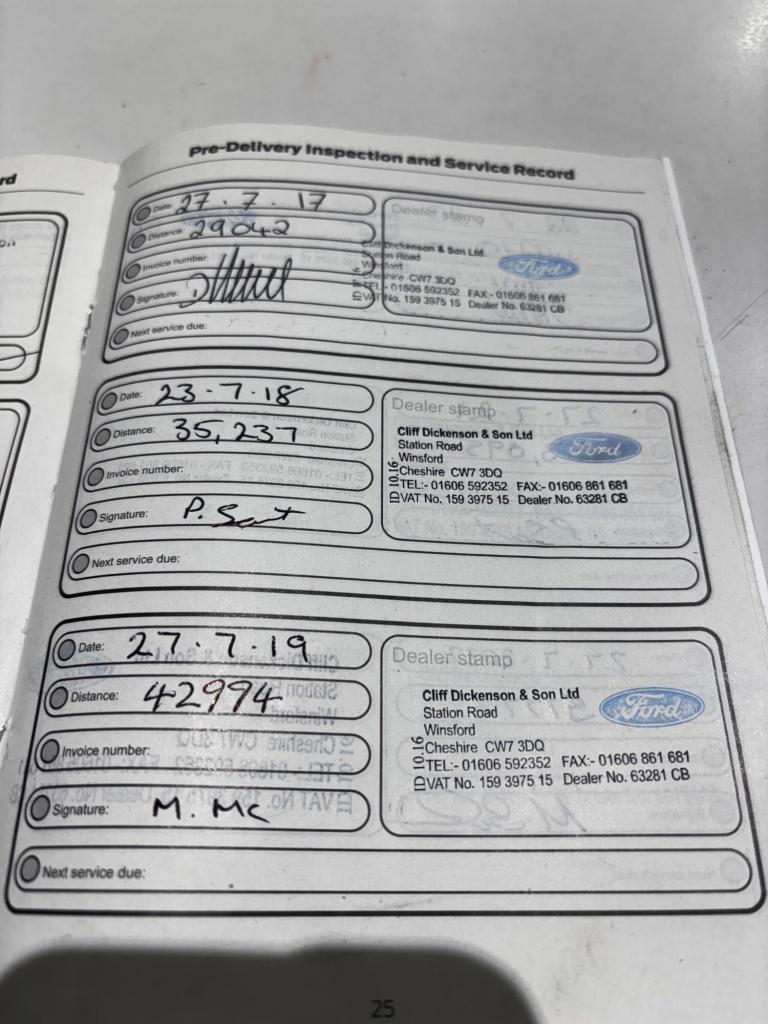 rd
Pre-Delivery Inspection and Service Record
Date: 27.7.17
Distance: 29042
Invoice number:
Signature:
Next service due:
Dealer stamp
Cliff Dickenson & Son Ltd
Station Road
Winsford
Cheshire CW7 3DQ
TEL:- 01606 592352 FAX:- 01606 861 681
VAT No. 159 3975 15 Dealer No. 63281 CB
Ford
Date: 23.7.18
Distance: 35,237
Invoice number:
Signature: P.
Next service due:
Dealer stamp
Cliff Dickenson & Son Ltd
Station Road
Winsford
Cheshire CW7 3DQ
TEL:- 01606 592352 FAX:- 01606 861 681
VAT No. 159 3975 15 Dealer No. 63281 CB
ID 10.16
Ford
Date: 27.7.19
Distance: 42994
Invoice number:
Signature: M. Mc
Next service due:
Dealer stamp
Cliff Dickenson & Son Ltd
Station Road
Winsford
Cheshire CW7 3DQ
TEL:- 01606 592352 FAX:- 01606 861 681
VAT No. 159 3975 15 Dealer No. 63281 CB
ID 10.16
Ford
25